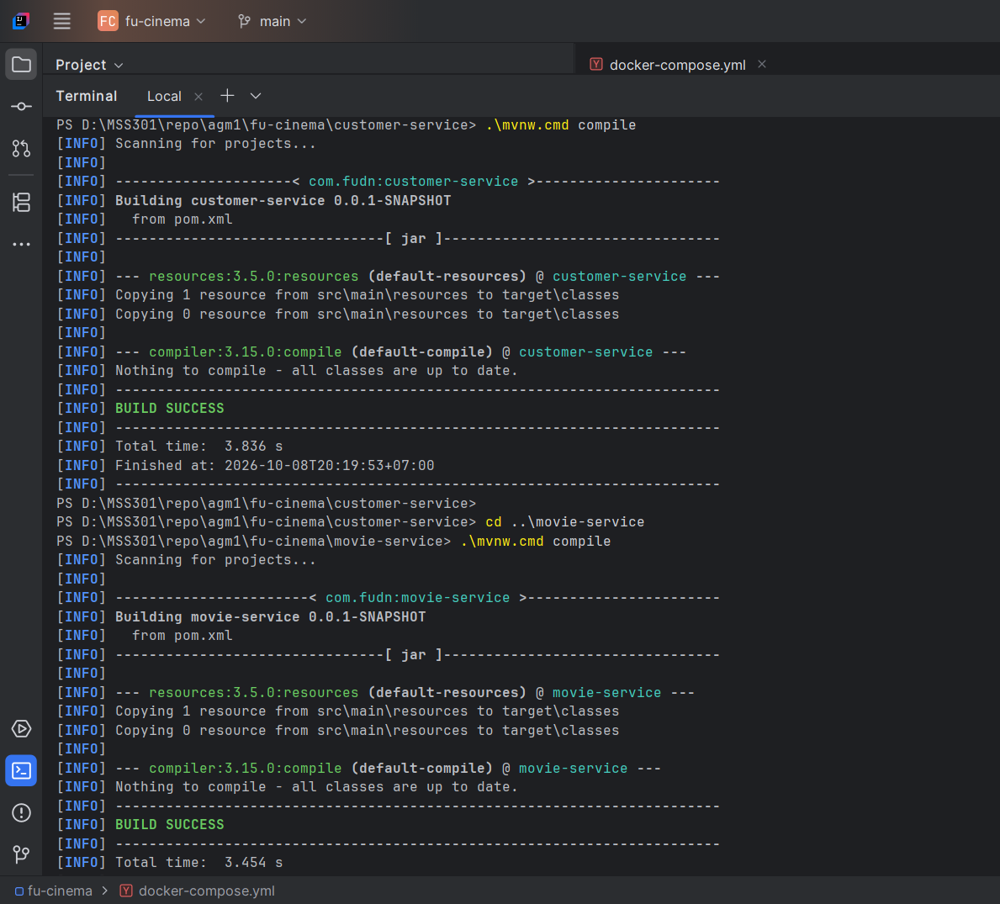 FC fu-cinema main
Project
docker-compose.yml
Terminal Local
PS D:\MSS301\repo\agm1\fu-cinema\customer-service> .\mvnw.cmd compile
[INFO] Scanning for projects...
[INFO]
[INFO] ---------------------< com.fudn:customer-service >----------------------
[INFO] Building customer-service 0.0.1-SNAPSHOT
[INFO]   from pom.xml
[INFO] --------------------------------[ jar ]---------------------------------
[INFO]
[INFO] --- resources:3.5.0:resources (default-resources) @ customer-service ---
[INFO] Copying 1 resource from src\main\resources to target\classes
[INFO] Copying 0 resource from src\main\resources to target\classes
[INFO]
[INFO] --- compiler:3.15.0:compile (default-compile) @ customer-service ---
[INFO] Nothing to compile - all classes are up to date.
[INFO] ------------------------------------------------------------------------
[INFO] BUILD SUCCESS
[INFO] ------------------------------------------------------------------------
[INFO] Total time:  3.836 s
[INFO] Finished at: 2026-10-08T20:19:53+07:00
[INFO] ------------------------------------------------------------------------
PS D:\MSS301\repo\agm1\fu-cinema\customer-service>
PS D:\MSS301\repo\agm1\fu-cinema\customer-service> cd ..\movie-service
PS D:\MSS301\repo\agm1\fu-cinema\movie-service> .\mvnw.cmd compile
[INFO] Scanning for projects...
[INFO]
[INFO] -----------------------< com.fudn:movie-service >-----------------------
[INFO] Building movie-service 0.0.1-SNAPSHOT
[INFO]   from pom.xml
[INFO] --------------------------------[ jar ]---------------------------------
[INFO]
[INFO] --- resources:3.5.0:resources (default-resources) @ movie-service ---
[INFO] Copying 1 resource from src\main\resources to target\classes
[INFO] Copying 0 resource from src\main\resources to target\classes
[INFO]
[INFO] --- compiler:3.15.0:compile (default-compile) @ movie-service ---
[INFO] Nothing to compile - all classes are up to date.
[INFO] ------------------------------------------------------------------------
[INFO] BUILD SUCCESS
[INFO] ------------------------------------------------------------------------
[INFO] Total time:  3.454 s
fu-cinema > docker-compose.yml